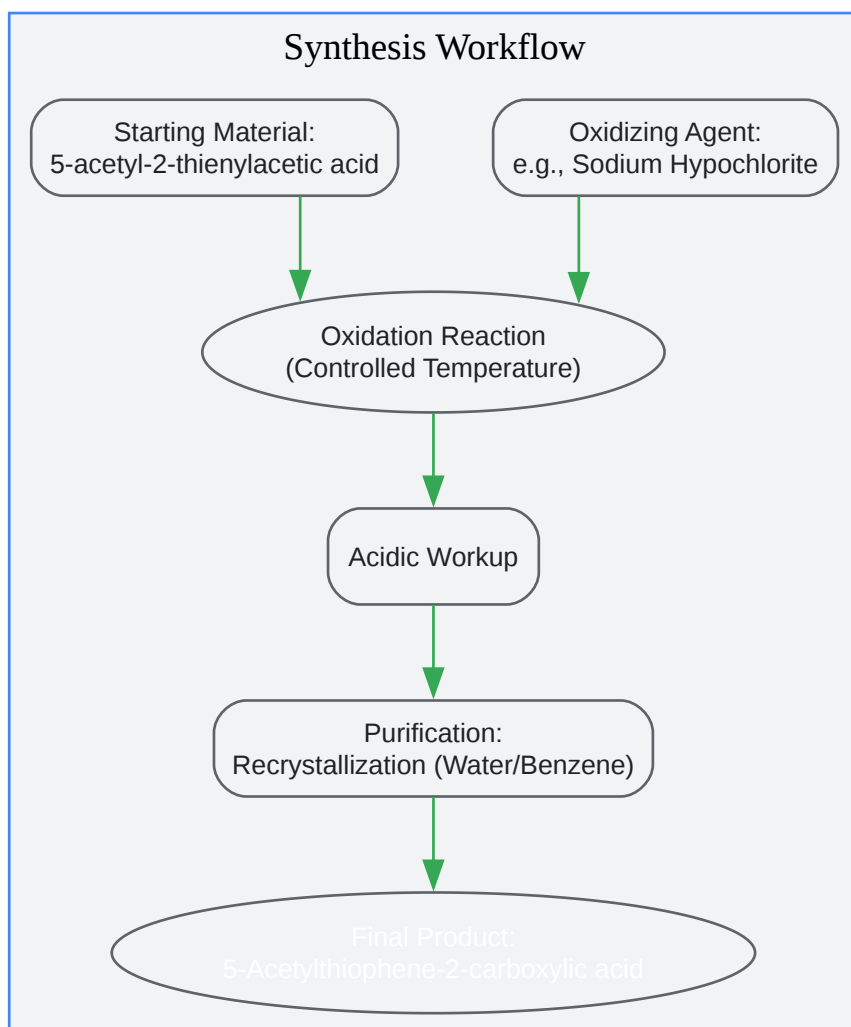 Synthesis Workflow
Starting Material:
5-acetyl-2-thienylacetic acid
Oxidizing Agent:
e.g., Sodium Hypochlorite
Oxidation Reaction
(Controlled Temperature)
Acidic Workup
Purification:
Recrystallization (Water/Benzene)
Final Product:
5-Acetylthiophene-2-carboxylic acid